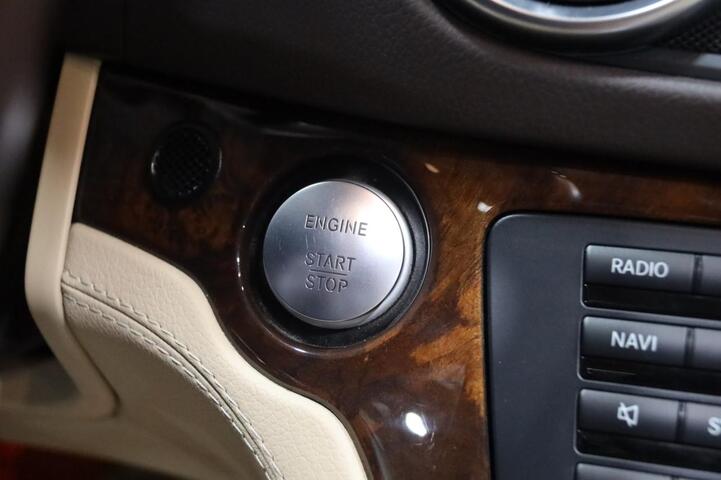 ENGINE
START
STOP
RADIO
NAVI
S